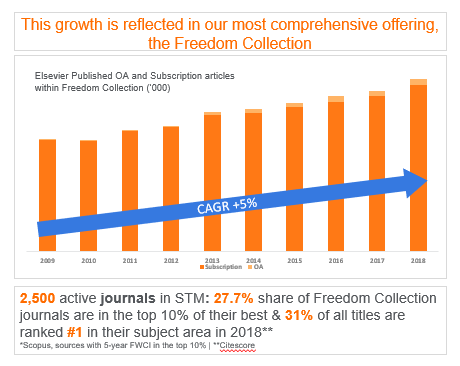 This growth is reflected in our most comprehensive offering,
the Freedom Collection
Elsevier Published OA and Subscription articles
within Freedom Collection ('000)
CAGR +5%
2009 2010 2011 2012 2013 2014 2015 2016 2017 2018
Subscription OA
2,500 active journals in STM: 27.7% share of Freedom Collection
journals are in the top 10% of their best & 31% of all titles are
ranked #1 in their subject area in 2018**
*Scopus, sources with 5-year FWCI in the top 10% | **Citescore